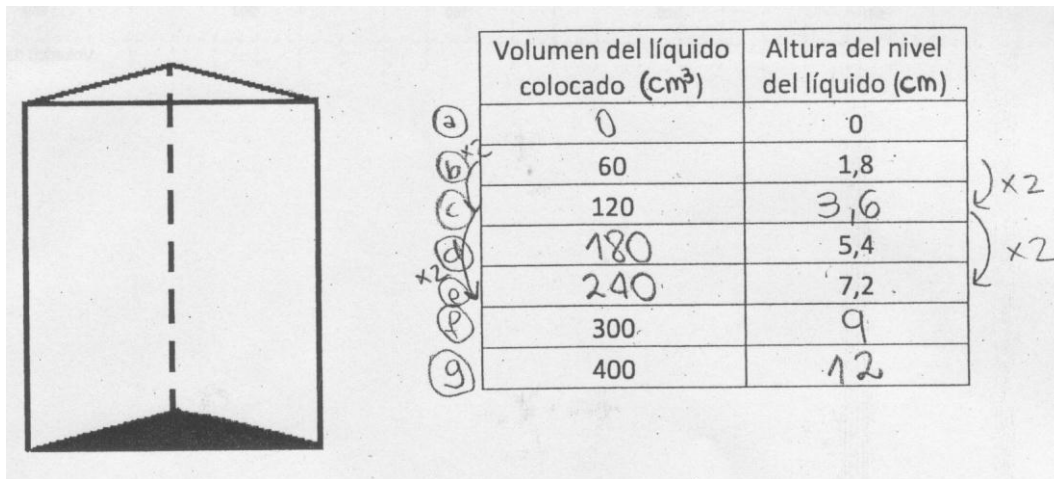 Volumen del líquido
colocado (cm³)
Altura del nivel
del líquido (cm)
a 0 0
x2
b 60 1,8
x2
c 120 3,6
d 180 5,4
x2
x2
e 240 7,2
f 300 9
g 400 12